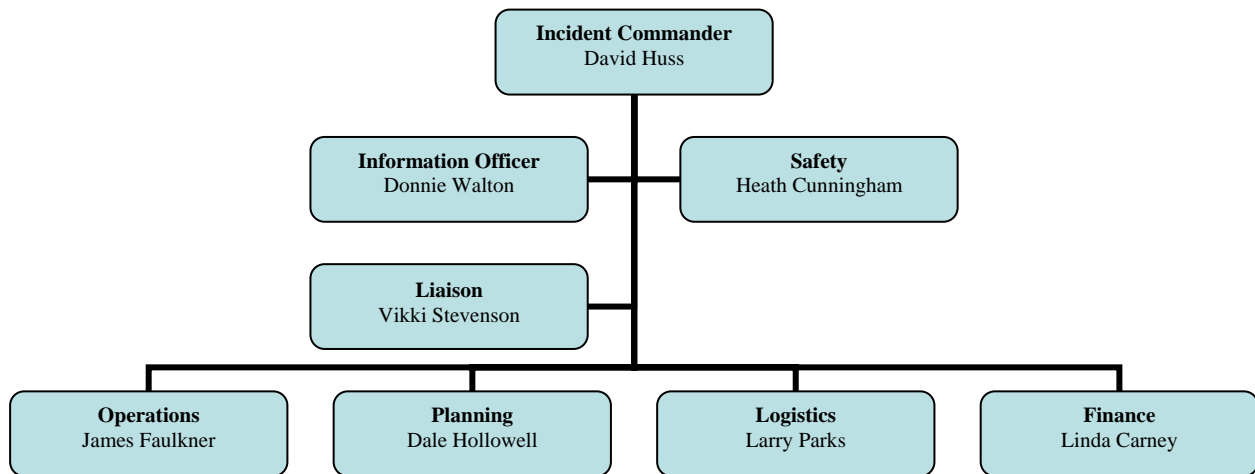 Incident Commander
David Huss
Information Officer
Donnie Walton
Safety
Heath Cunningham
Liaison
Vikki Stevenson
Operations
James Faulkner
Planning
Dale Hollowell
Logistics
Larry Parks
Finance
Linda Carney